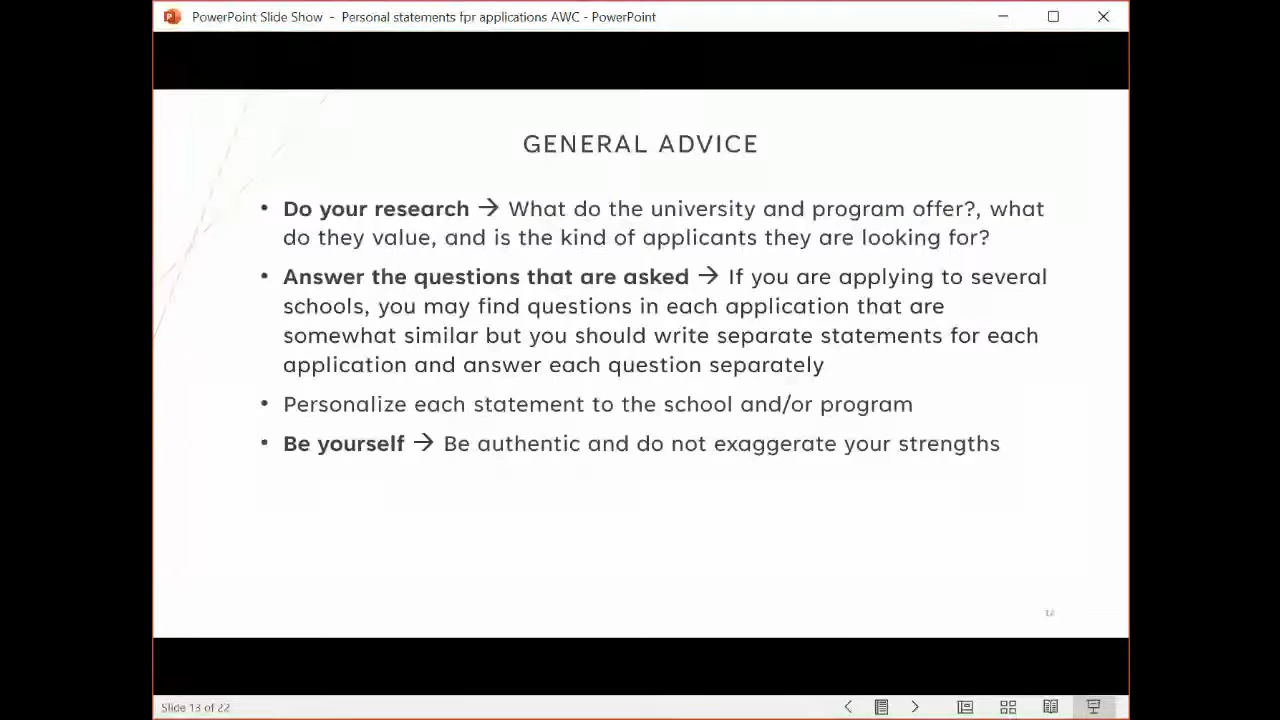 PowerPoint Slide Show - Personal statements fpr applications AWC - PowerPoint
GENERAL ADVICE
• Do your research → What do the university and program offer?, what
do they value, and is the kind of applicants they are looking for?
• Answer the questions that are asked → If you are applying to several
schools, you may find questions in each application that are
somewhat similar but you should write separate statements for each
application and answer each question separately
• Personalize each statement to the school and/or program
• Be yourself → Be authentic and do not exaggerate your strengths
12
Slide 13 of 22